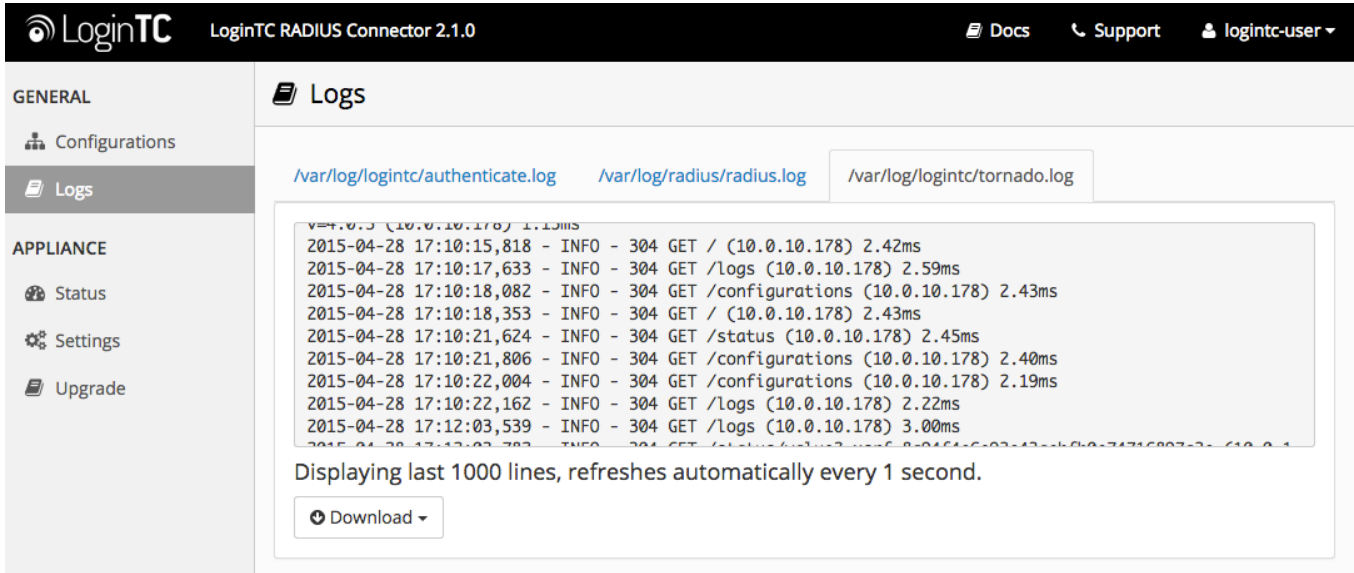 LoginTC LoginTC RADIUS Connector 2.1.0 Docs Support logintc-user
GENERAL
Configurations
Logs
APPLIANCE
Status
Settings
Upgrade
Logs
/var/log/logintc/authenticate.log /var/log/radius/radius.log /var/log/logintc/tornado.log
v=4.0.3 (10.0.10.178) 1.13ms
2015-04-28 17:10:15,818 - INFO - 304 GET / (10.0.10.178) 2.42ms
2015-04-28 17:10:17,633 - INFO - 304 GET /logs (10.0.10.178) 2.59ms
2015-04-28 17:10:18,082 - INFO - 304 GET /configurations (10.0.10.178) 2.43ms
2015-04-28 17:10:18,353 - INFO - 304 GET / (10.0.10.178) 2.43ms
2015-04-28 17:10:21,624 - INFO - 304 GET /status (10.0.10.178) 2.45ms
2015-04-28 17:10:21,806 - INFO - 304 GET /configurations (10.0.10.178) 2.40ms
2015-04-28 17:10:22,004 - INFO - 304 GET /configurations (10.0.10.178) 2.19ms
2015-04-28 17:10:22,162 - INFO - 304 GET /logs (10.0.10.178) 2.22ms
2015-04-28 17:12:03,539 - INFO - 304 GET /logs (10.0.10.178) 3.00ms
Displaying last 1000 lines, refreshes automatically every 1 second.
Download